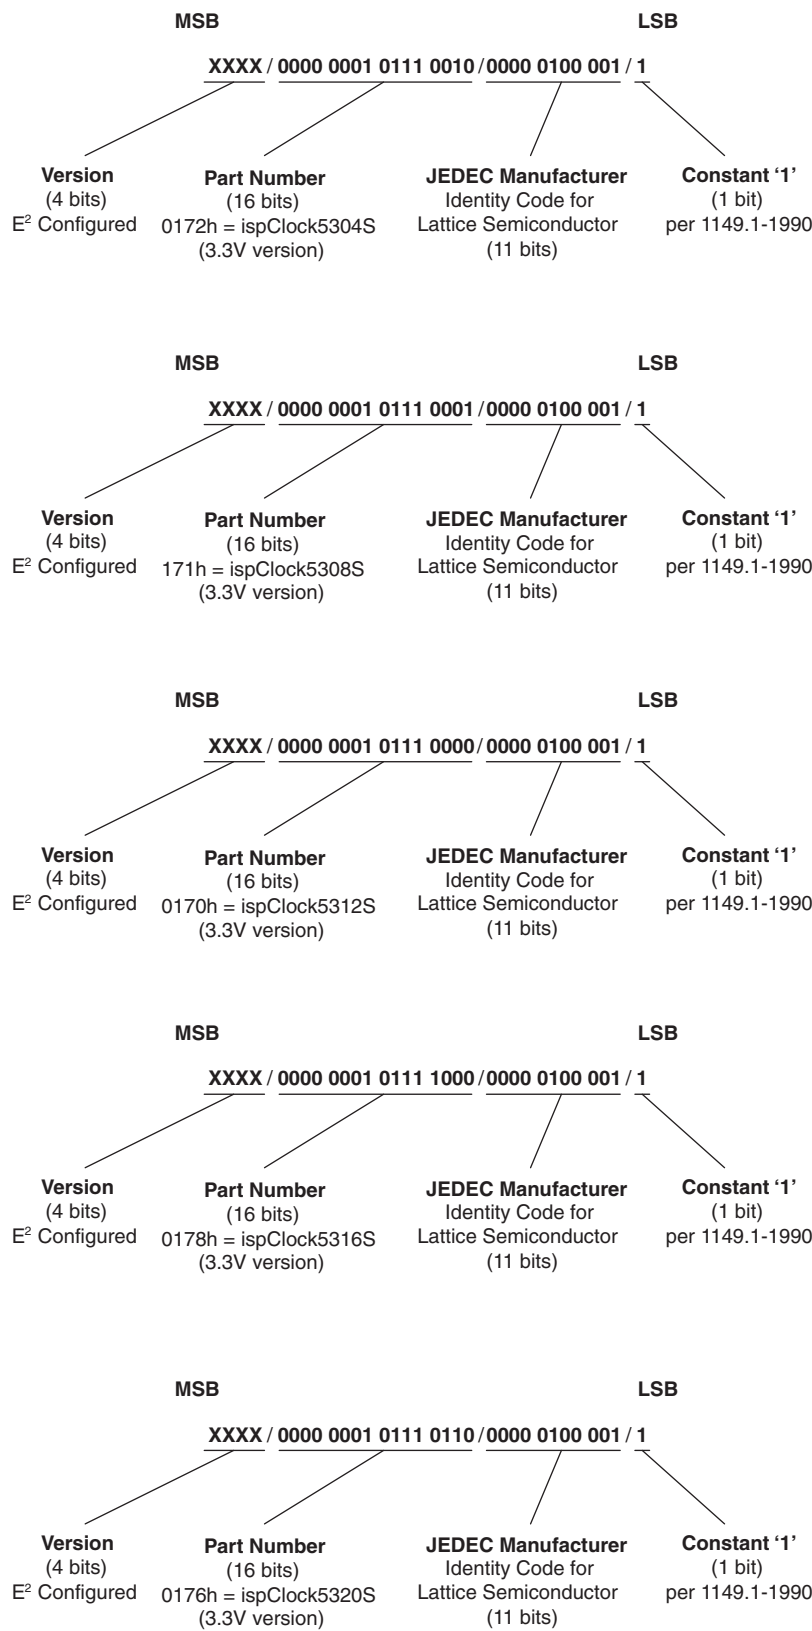 MSB LSB
XXXX / 0000 0001 0111 0010 / 0000 0100 001 / 1
Version Part Number JEDEC Manufacturer Constant ‘1’
(4 bits) (16 bits) Identity Code for (1 bit)
E² Configured 0172h = ispClock5304S Lattice Semiconductor per 1149.1-1990
(3.3V version) (11 bits)
MSB LSB
XXXX / 0000 0001 0111 0001 / 0000 0100 001 / 1
Version Part Number JEDEC Manufacturer Constant ‘1’
(4 bits) (16 bits) Identity Code for (1 bit)
E² Configured 171h = ispClock5308S Lattice Semiconductor per 1149.1-1990
(3.3V version) (11 bits)
MSB LSB
XXXX / 0000 0001 0111 0000 / 0000 0100 001 / 1
Version Part Number JEDEC Manufacturer Constant ‘1’
(4 bits) (16 bits) Identity Code for (1 bit)
E² Configured 0170h = ispClock5312S Lattice Semiconductor per 1149.1-1990
(3.3V version) (11 bits)
MSB LSB
XXXX / 0000 0001 0111 1000 / 0000 0100 001 / 1
Version Part Number JEDEC Manufacturer Constant ‘1’
(4 bits) (16 bits) Identity Code for (1 bit)
E² Configured 0178h = ispClock5316S Lattice Semiconductor per 1149.1-1990
(3.3V version) (11 bits)
MSB LSB
XXXX / 0000 0001 0111 0110 / 0000 0100 001 / 1
Version Part Number JEDEC Manufacturer Constant ‘1’
(4 bits) (16 bits) Identity Code for (1 bit)
E² Configured 0176h = ispClock5320S Lattice Semiconductor per 1149.1-1990
(3.3V version) (11 bits)